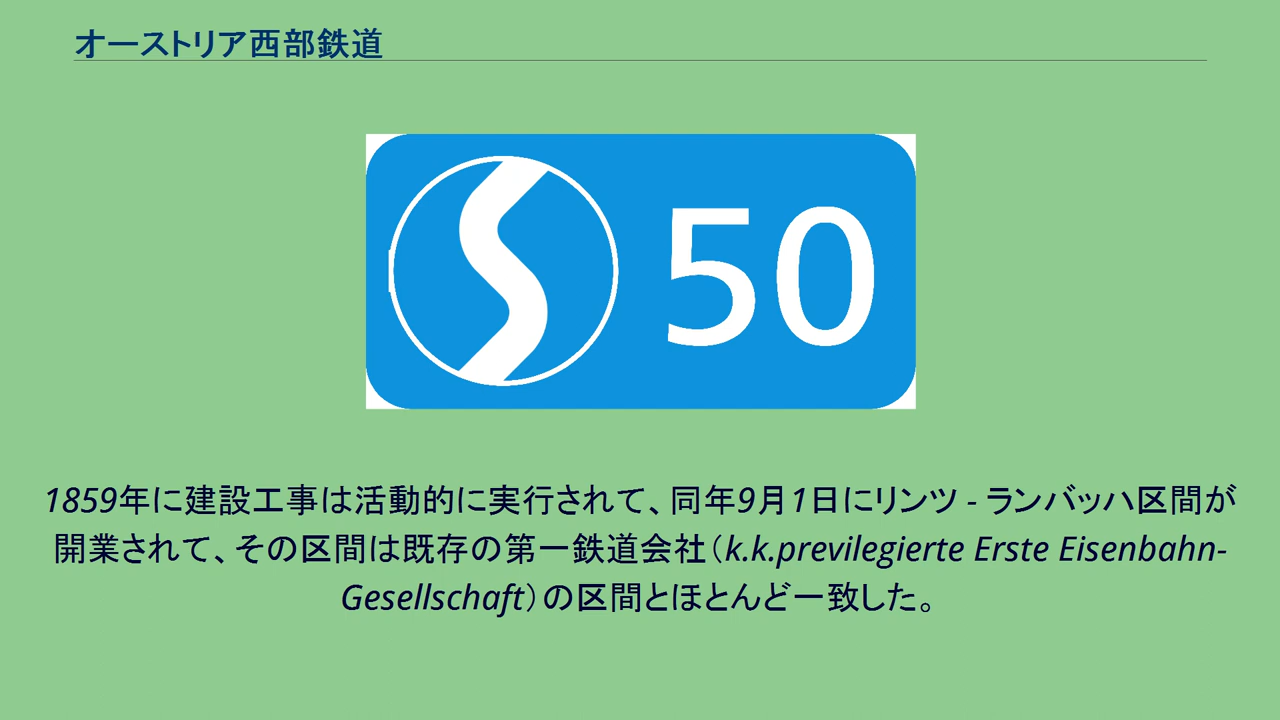 オーストリア西部鉄道
S 50
1859年に建設工事は活動的に実行されて、同年9月1日にリンツ - ランバッハ区間が
開業されて、その区間は既存の第一鉄道会社（k.k.previlegierte Erste Eisenbahn-
Gesellschaft）の区間とほとんど一致した。